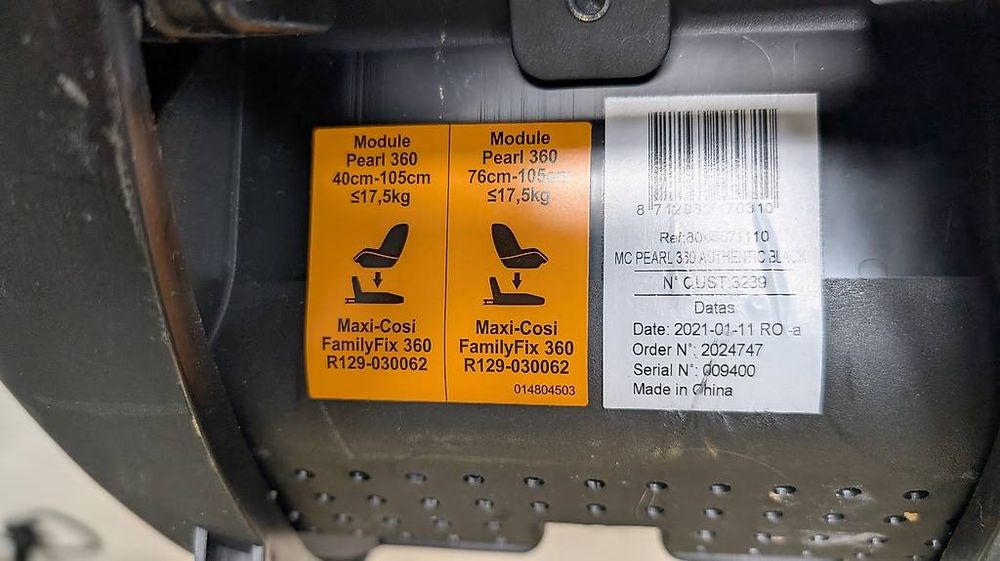 Module
Pearl 360
40cm-105cm
≤17,5kg
Maxi-Cosi
FamilyFix 360
R129-030062
Module
Pearl 360
76cm-105cm
≤17,5kg
Maxi-Cosi
FamilyFix 360
R129-030062
014804503
MC PEARL 360 AUTHENTIC BLACK
N° CUST:3239
Datas
Date: 2021-01-11 RO -a
Order N°: 2024747
Serial N°: 009400
Made in China